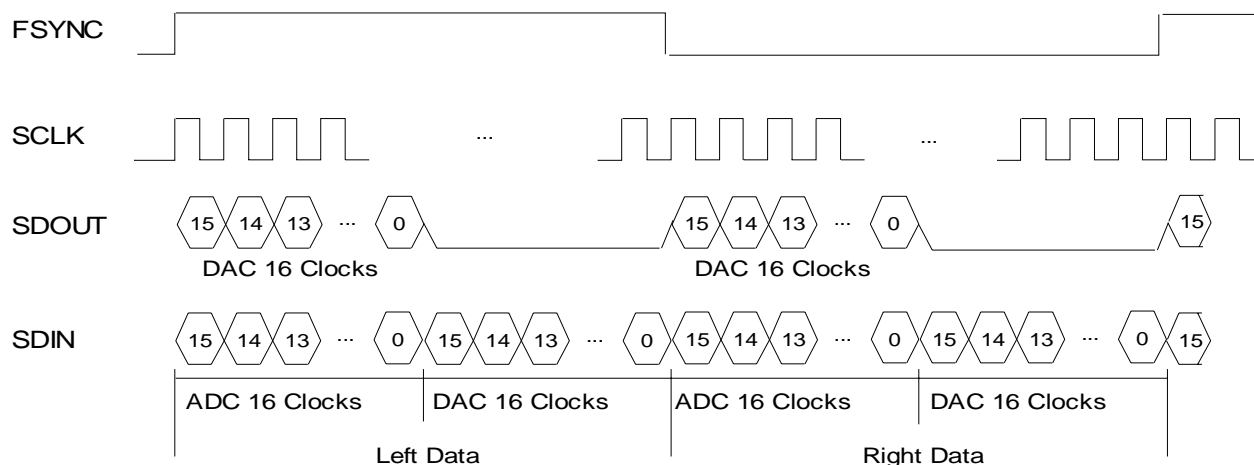 FSYNC
SCLK
... ...
SDOUT
15 14 13 ... 0 15 14 13 ... 0 15
DAC 16 Clocks DAC 16 Clocks
SDIN
15 14 13 ... 0 15 14 13 ... 0 15 14 13 ... 0 15 14 13 ... 0 15
ADC 16 Clocks DAC 16 Clocks ADC 16 Clocks DAC 16 Clocks
Left Data Right Data